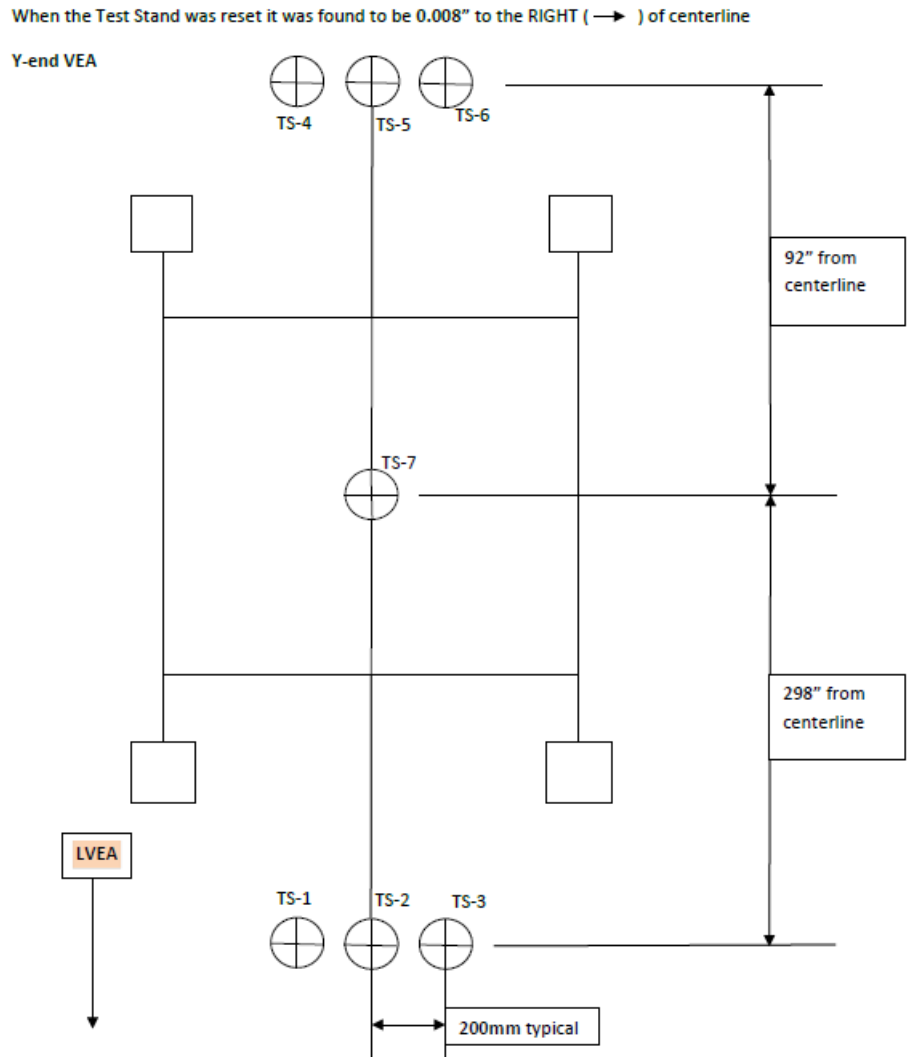 When the Test Stand was reset it was found to be 0.008” to the RIGHT ( → ) of centerline
Y-end VEA
TS-4
TS-5
TS-6
92” from
centerline
TS-7
298” from
centerline
LVEA
TS-1
TS-2
TS-3
200mm typical